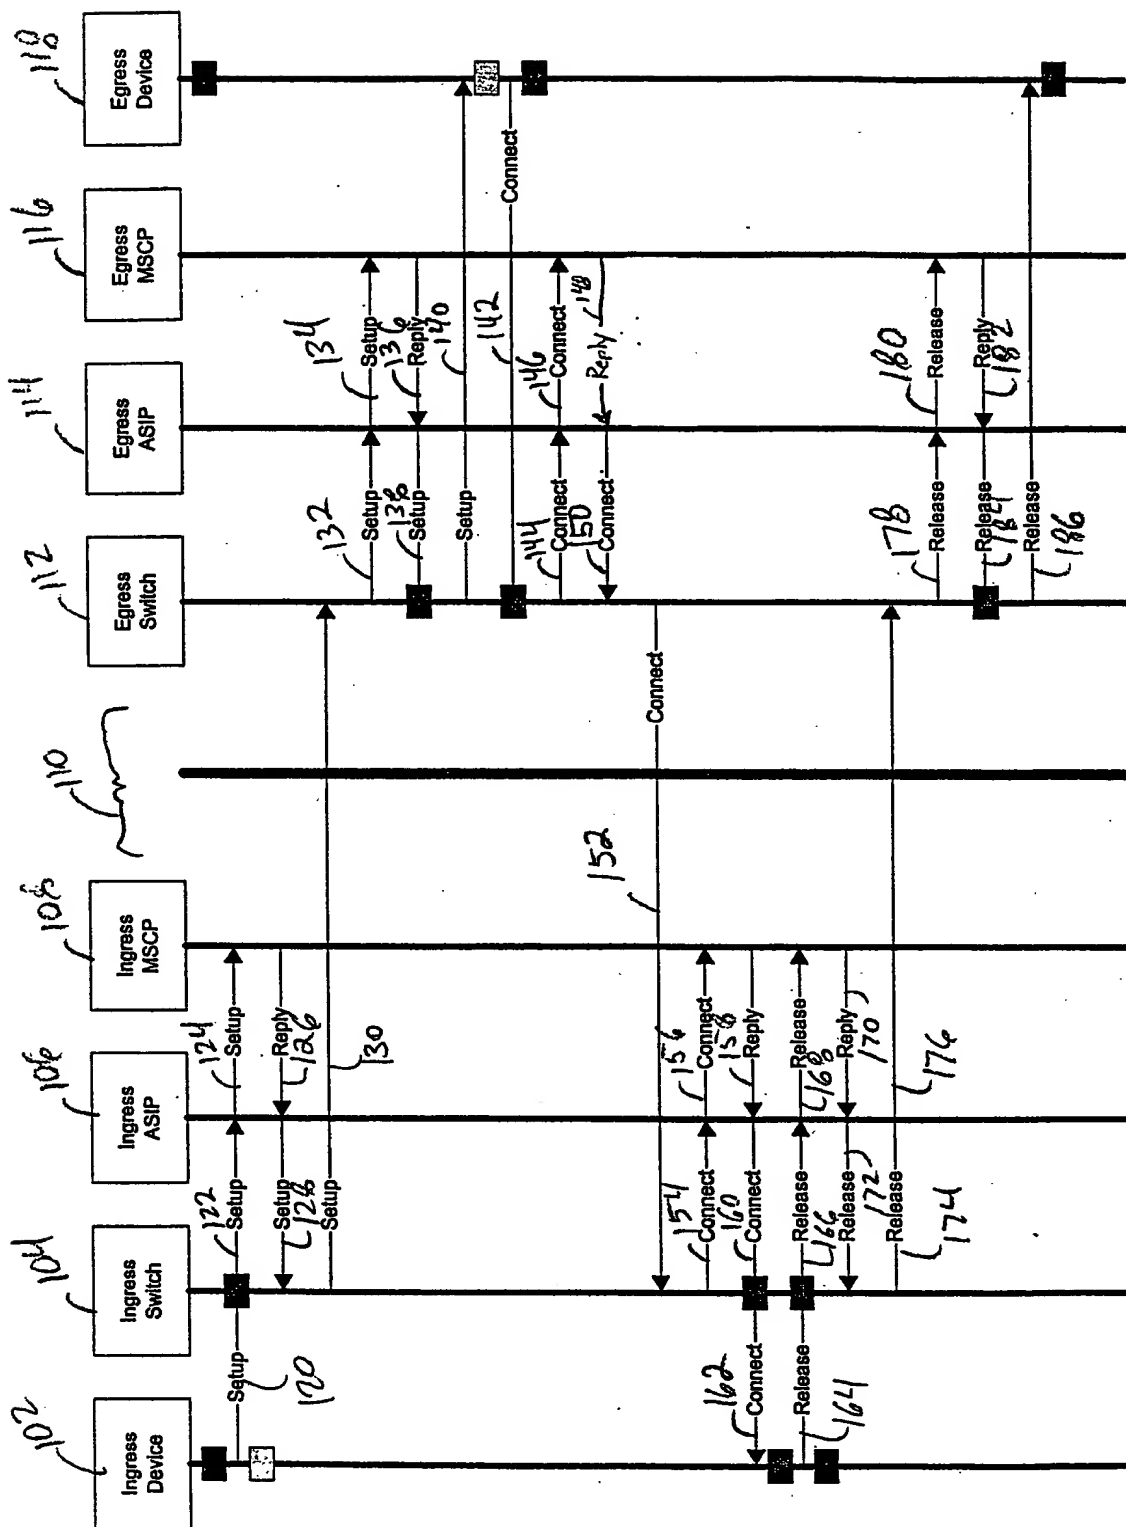 102
104
106
108
110
112
114
116
118
Ingress
Device
Ingress
Switch
Ingress
ASIP
Ingress
MSCP
Egress
Switch
Egress
ASIP
Egress
MSCP
Egress
Device
122
124
Setup
Setup
Setup
120
Setup
Reply
128
126
Setup
130
132
134
Setup
Setup
138
136
Setup
Reply
140
Setup
142
Connect
144
146
Connect
Connect
148
150
Reply
Connect
152
Connect
154
156
Connect
Connect
162
160
158
Connect
Connect
Reply
Release
Release
Release
164
166
168
Release
Reply
172
170
Release
174
176
178
180
Release
Release
Release
Reply
184
182
Release
186